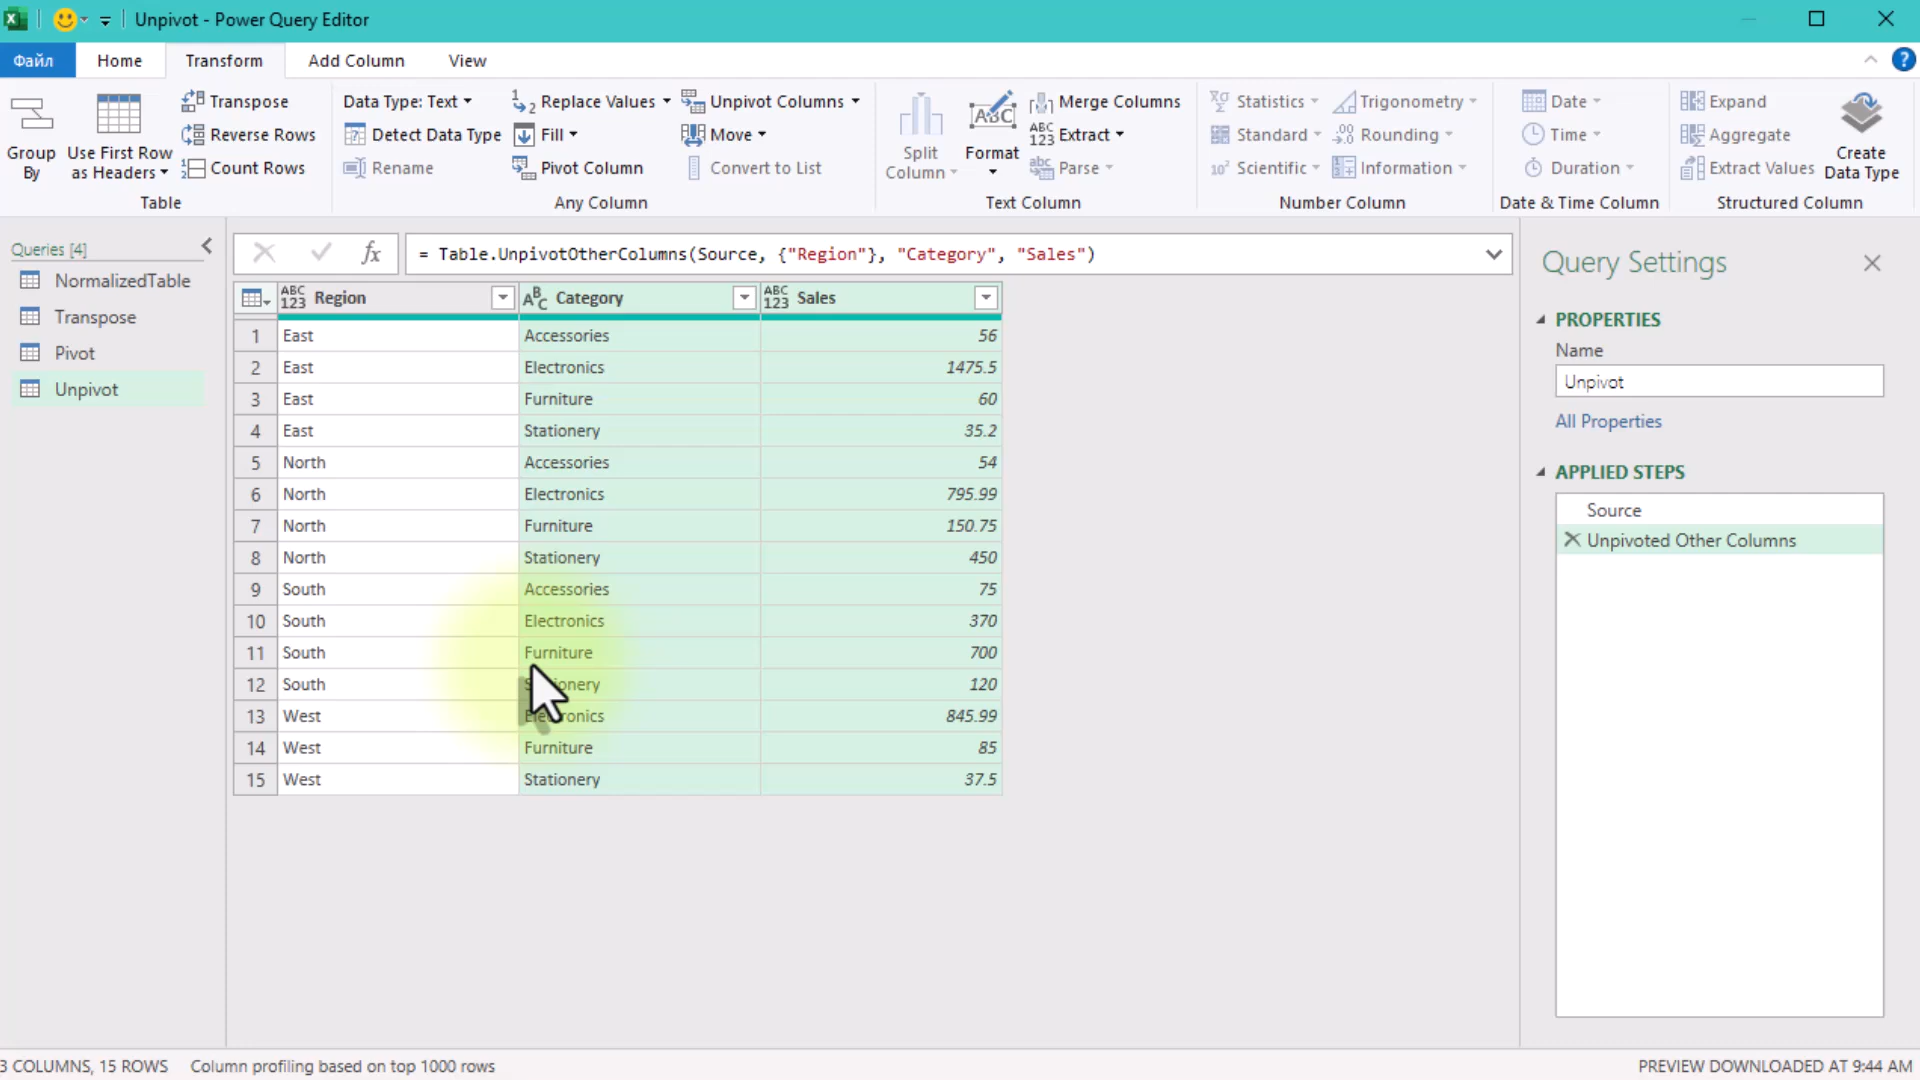 Unpivot - Power Query Editor
Файл Home Transform Add Column View ?
Group By
Use First Row as Headers
Transpose
Reverse Rows
Count Rows
Table
Data Type: Text
Detect Data Type
Rename
Replace Values
Fill
Pivot Column
Unpivot Columns
Move
Convert to List
Any Column
Split Column
Format
Merge Columns
Extract
Parse
Text Column
Statistics
Standard
Scientific
Trigonometry
Rounding
Information
Number Column
Date
Time
Duration
Date & Time Column
Expand
Aggregate
Extract Values
Create Data Type
Structured Column
Queries [4]
NormalizedTable
Transpose
Pivot
Unpivot
fx = Table.UnpivotOtherColumns(Source, {"Region"}, "Category", "Sales")
ABC 123 Region ABC Category ABC 123 Sales
1 East Accessories 56
2 East Electronics 1475.5
3 East Furniture 60
4 East Stationery 35.2
5 North Accessories 54
6 North Electronics 795.99
7 North Furniture 150.75
8 North Stationery 450
9 South Accessories 75
10 South Electronics 370
11 South Furniture 700
12 South Stationery 120
13 West Electronics 845.99
14 West Furniture 85
15 West Stationery 37.5
Query Settings
PROPERTIES
Name
Unpivot
All Properties
APPLIED STEPS
Source
Unpivoted Other Columns
3 COLUMNS, 15 ROWS Column profiling based on top 1000 rows PREVIEW DOWNLOADED AT 9:44 AM